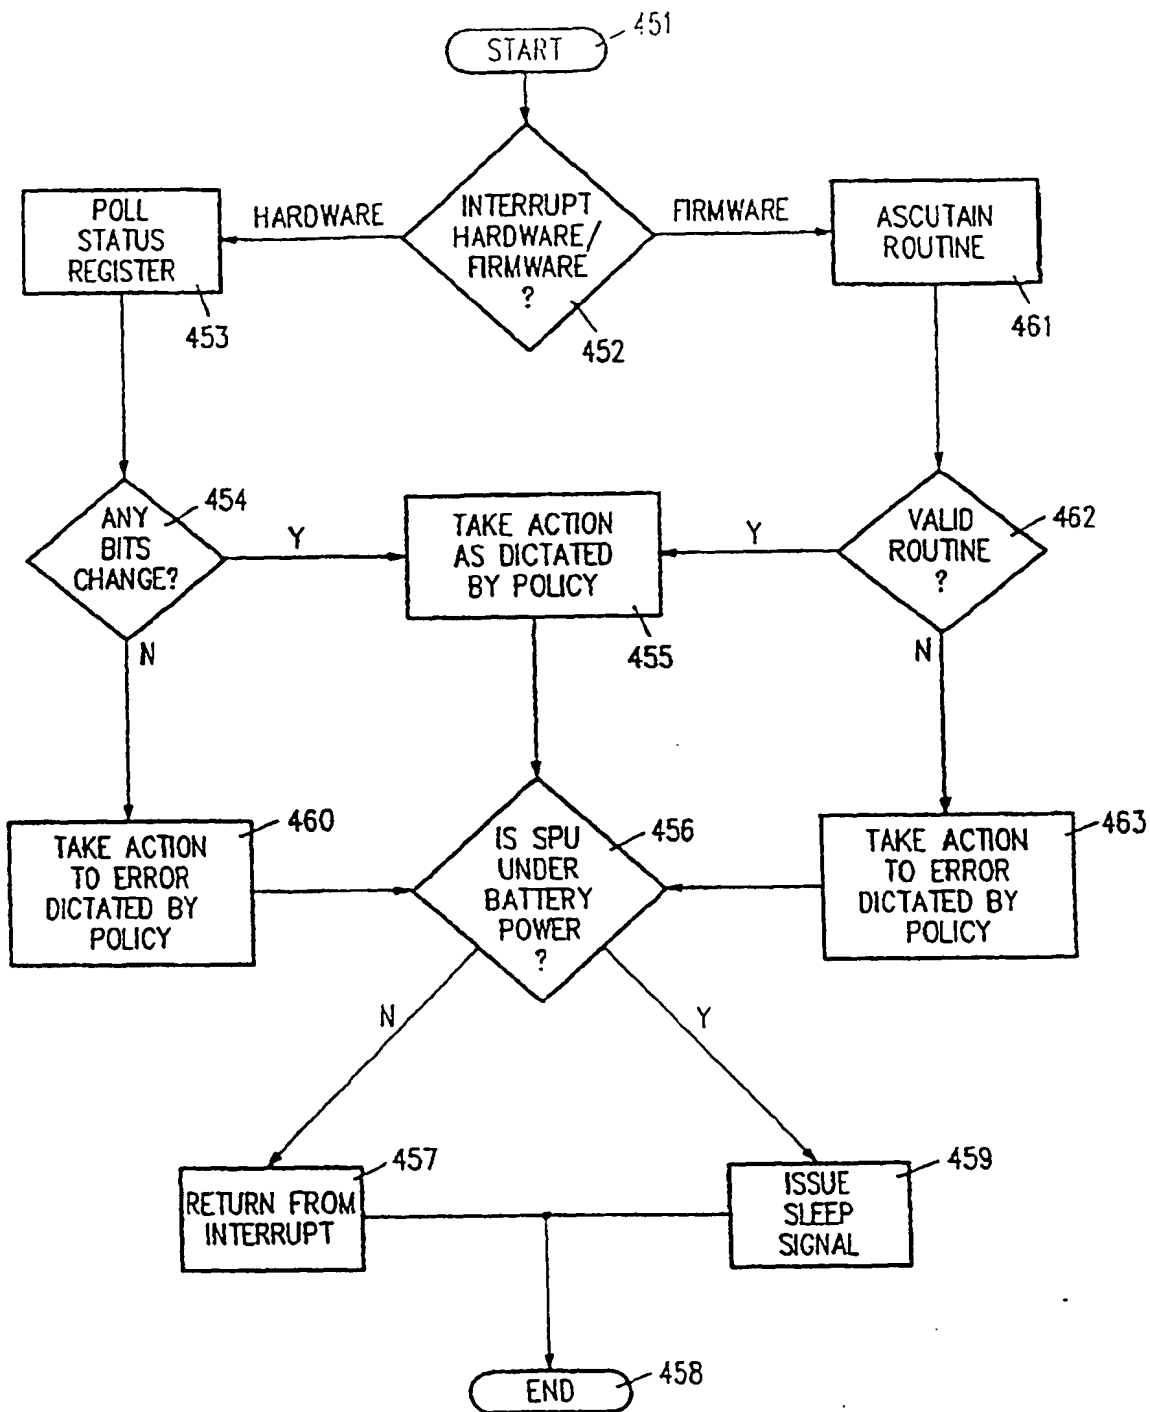 START
451
INTERRUPT
HARDWARE/
FIRMWARE
?
452
HARDWARE
FIRMWARE
POLL
STATUS
REGISTER
453
ASCUTAIN
ROUTINE
461
ANY
BITS
CHANGE?
454
Y
N
TAKE ACTION
AS DICTATED
BY POLICY
455
VALID
ROUTINE
?
462
Y
N
TAKE ACTION
TO ERROR
DICTATED BY
POLICY
460
IS SPU
UNDER
BATTERY
POWER
?
456
TAKE ACTION
TO ERROR
DICTATED BY
POLICY
463
N
Y
RETURN FROM
INTERRUPT
457
ISSUE
SLEEP
SIGNAL
459
END
458